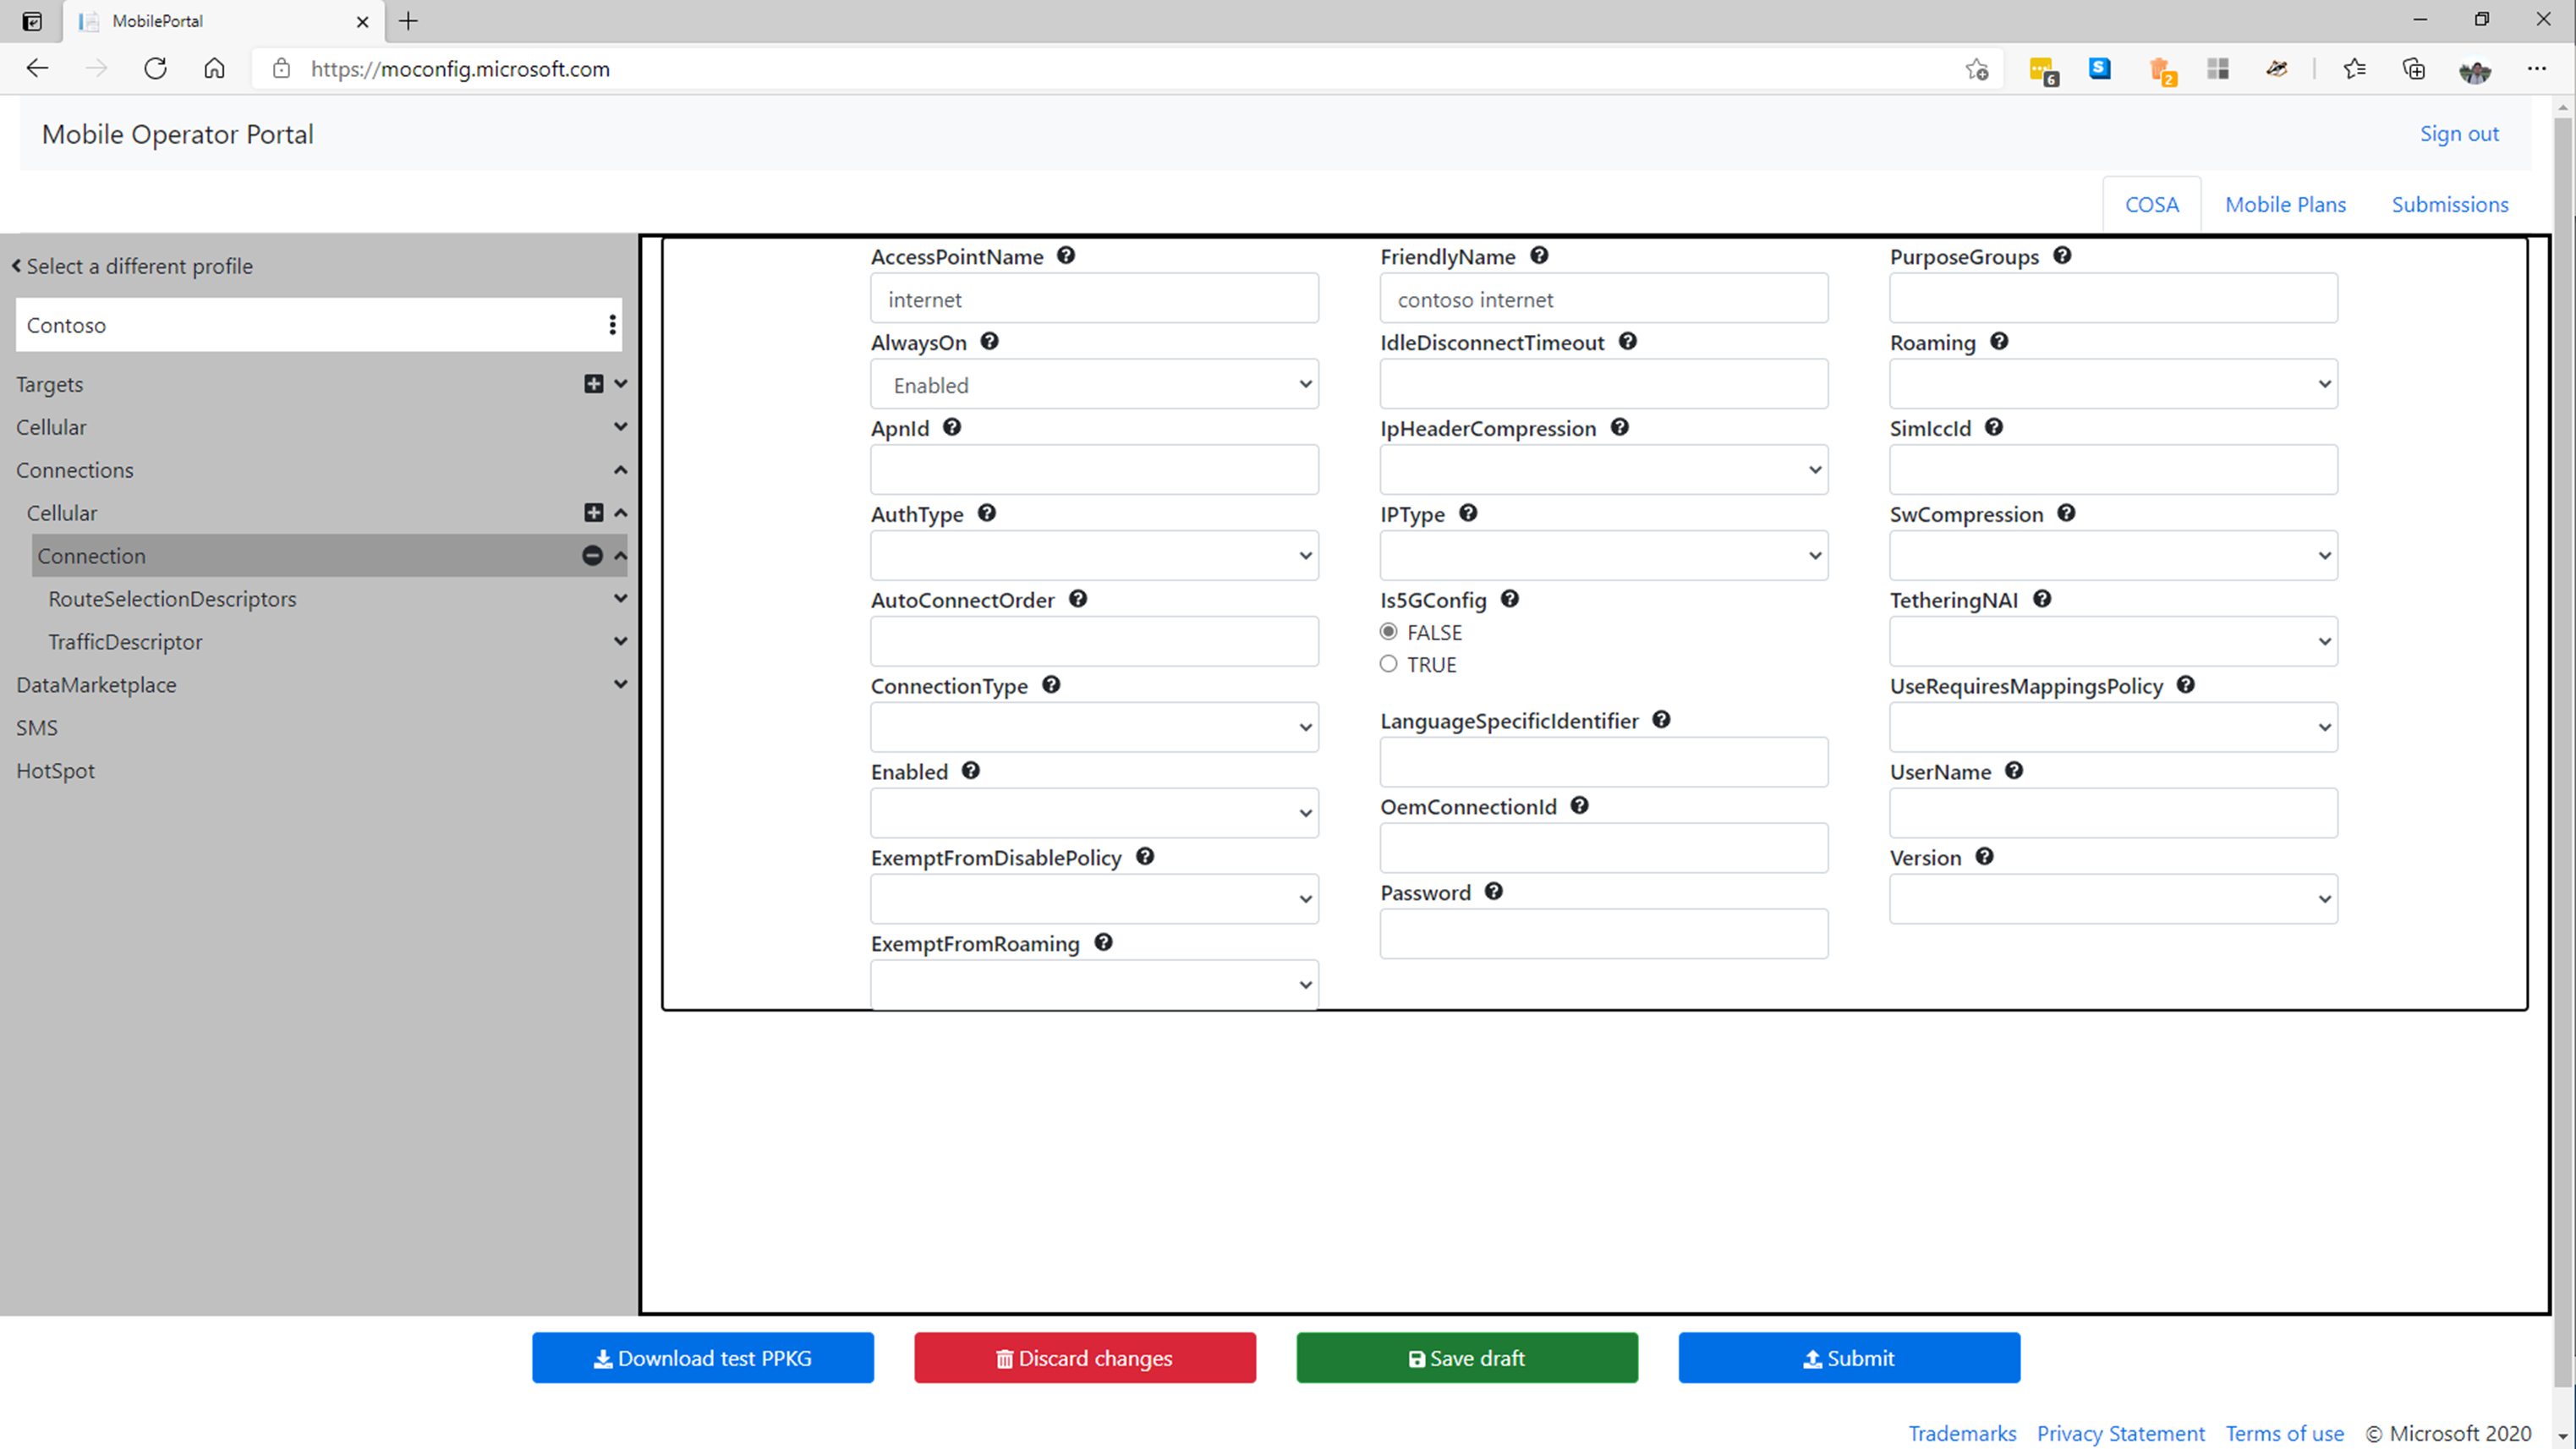 MobilePortal
https://moconfig.microsoft.com
6
S
2
Mobile Operator Portal
Sign out
COSA
Mobile Plans
Submissions
Select a different profile
Contoso
Targets
Cellular
Connections
Cellular
Connection
RouteSelectionDescriptors
TrafficDescriptor
DataMarketplace
SMS
HotSpot
AccessPointName
internet
AlwaysOn
Enabled
ApnId
AuthType
AutoConnectOrder
ConnectionType
Enabled
ExemptFromDisablePolicy
ExemptFromRoaming
FriendlyName
contoso internet
IdleDisconnectTimeout
IpHeaderCompression
IPType
Is5GConfig
FALSE
TRUE
LanguageSpecificIdentifier
OemConnectionId
Password
PurposeGroups
Roaming
SimIccId
SwCompression
TetheringNAI
UseRequiresMappingsPolicy
UserName
Version
Download test PPKG
Discard changes
Save draft
Submit
Trademarks
Privacy Statement
Terms of use
© Microsoft 2020